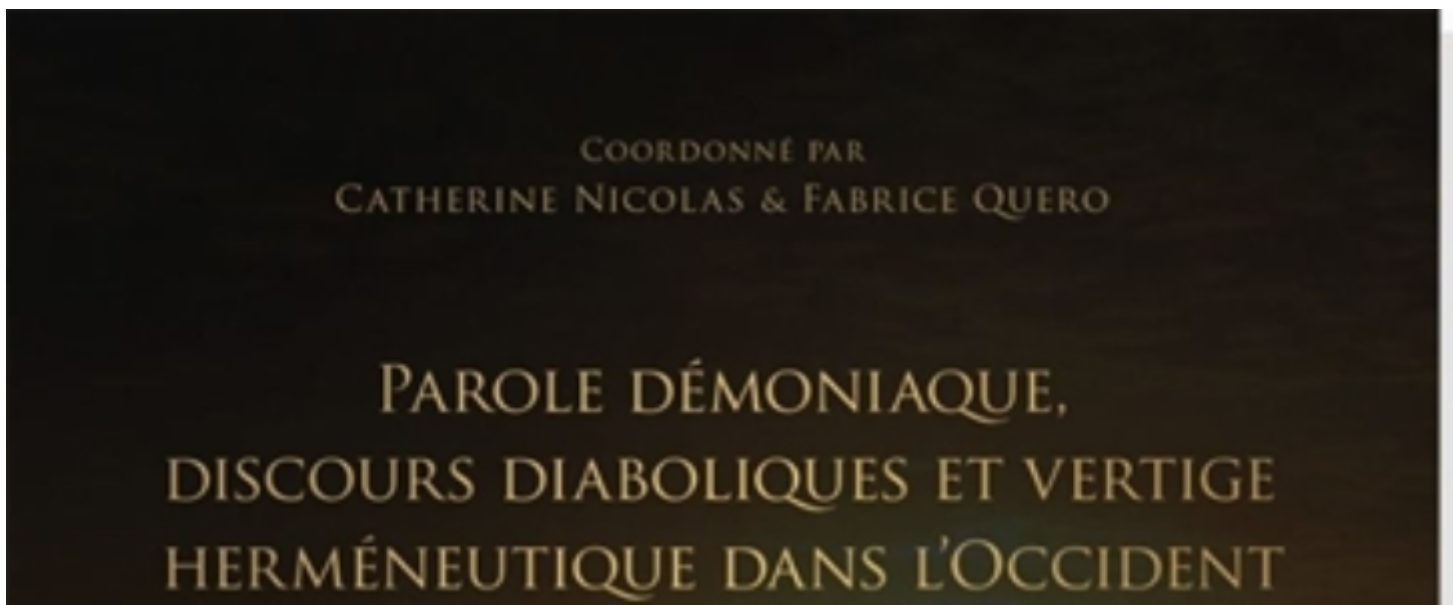 Coordonné par
Catherine Nicolas & Fabrice Quero
Parole démoniaque,
discours diaboliques et vertige
herméneutique dans l'Occident